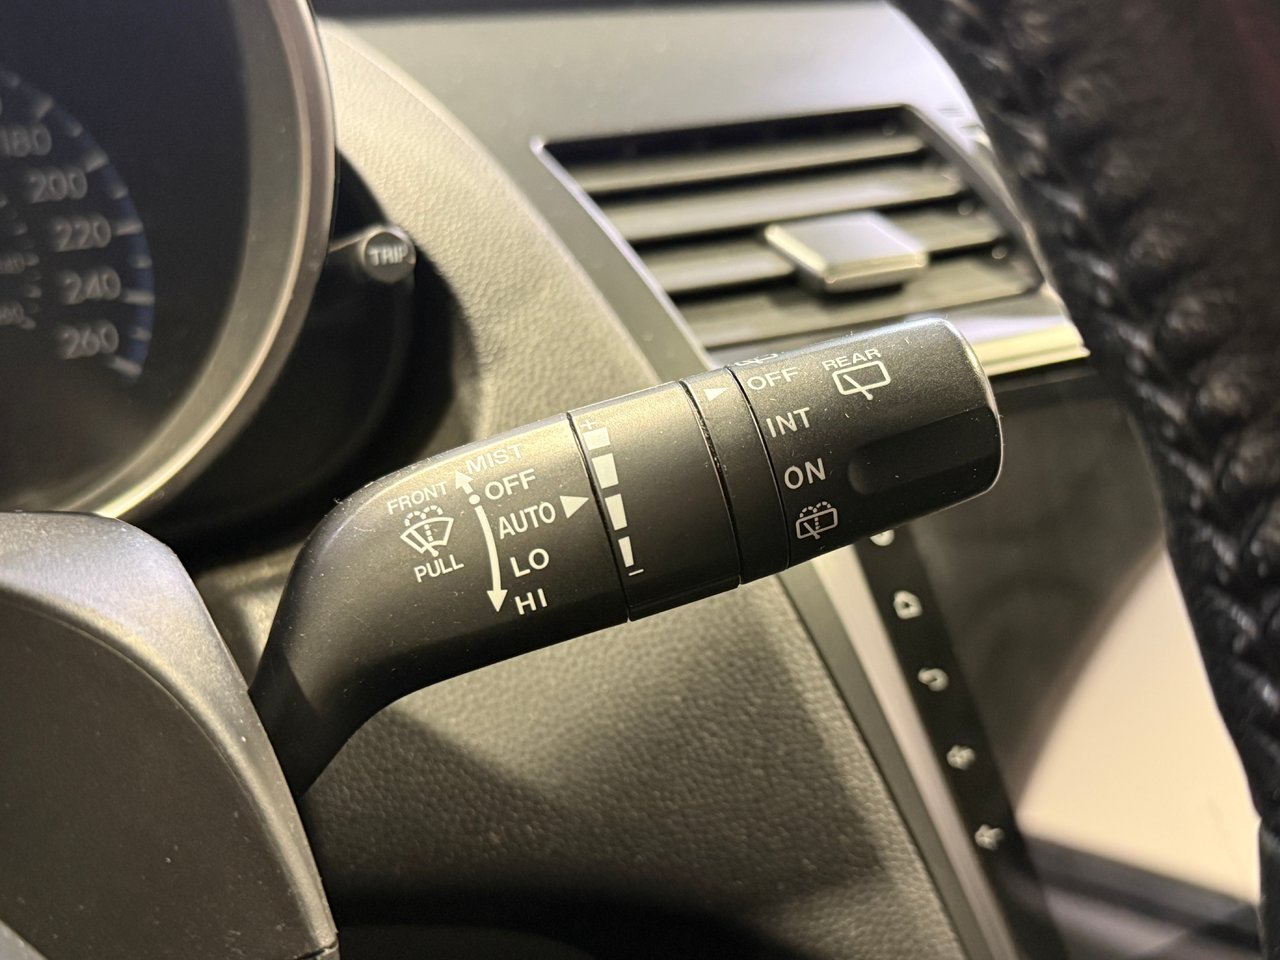 180
200
220
240
260
TRIP
MIST
OFF
FRONT
AUTO
PULL
LO
HI
+
-
OFF
REAR
INT
ON